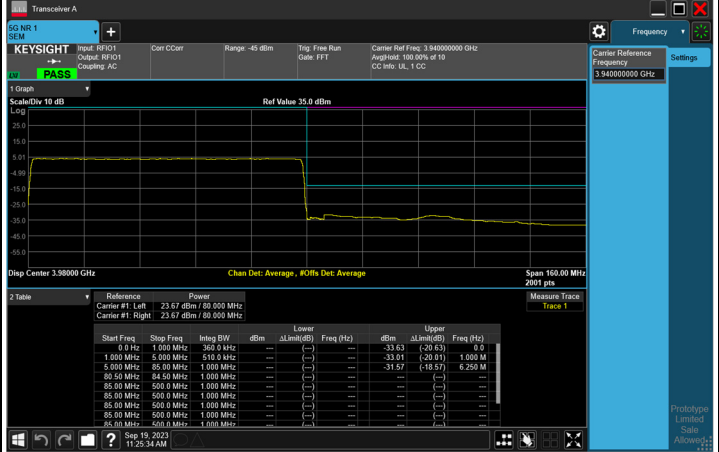 Transceiver A
5G NR 1
SEM
+
Frequency
KEYSIGHT
Input: RFIO1
Output: RFIO1
Coupling: AC
Corr CCorr
Range: -45 dBm
Trig: Free Run
Gate: FFT
Carrier Ref Freq: 3.940000000 GHz
Avg|Hold: 100.00% of 10
CC Info: UL, 1 CC
PASS
Carrier Reference
Frequency
3.940000000 GHz
Settings
1 Graph
Scale/Div 10 dB
Ref Value 35.0 dBm
Log
25.0
15.0
5.01
-4.99
-15.0
-25.0
-35.0
-45.0
-55.0
Disp Center 3.98000 GHz
Chan Det: Average , #Offs Det: Average
Span 160.00 MHz
2001 pts
2 Table
Reference Power
Carrier #1: Left 23.67 dBm / 80.000 MHz
Carrier #1: Right 23.67 dBm / 80.000 MHz
Measure Trace
Trace 1
Lower Upper
Start Freq Stop Freq Integ BW dBm ΔLimit(dB) Freq (Hz) dBm ΔLimit(dB) Freq (Hz)
0.0 Hz 1.000 MHz 360.0 kHz --- (---) --- -33.63 (-20.63) 0.0
1.000 MHz 5.000 MHz 510.0 kHz --- (---) --- -33.01 (-20.01) 1.000 M
5.000 MHz 85.00 MHz 1.000 MHz --- (---) --- -31.57 (-18.57) 6.250 M
80.50 MHz 84.50 MHz 1.000 MHz --- (---) --- --- (---) ---
85.00 MHz 500.0 MHz 1.000 MHz --- (---) --- --- (---) ---
85.00 MHz 500.0 MHz 1.000 MHz --- (---) --- --- (---) ---
85.00 MHz 500.0 MHz 1.000 MHz --- (---) --- --- (---) ---
85.00 MHz 500.0 MHz 1.000 MHz --- (---) --- --- (---) ---
85.00 MHz 500.0 MHz 1.000 MHz --- (---) --- --- (---) ---
Prototype
Limited
Sale
Allowed
?
Sep 19, 2023
11:25:34 AM